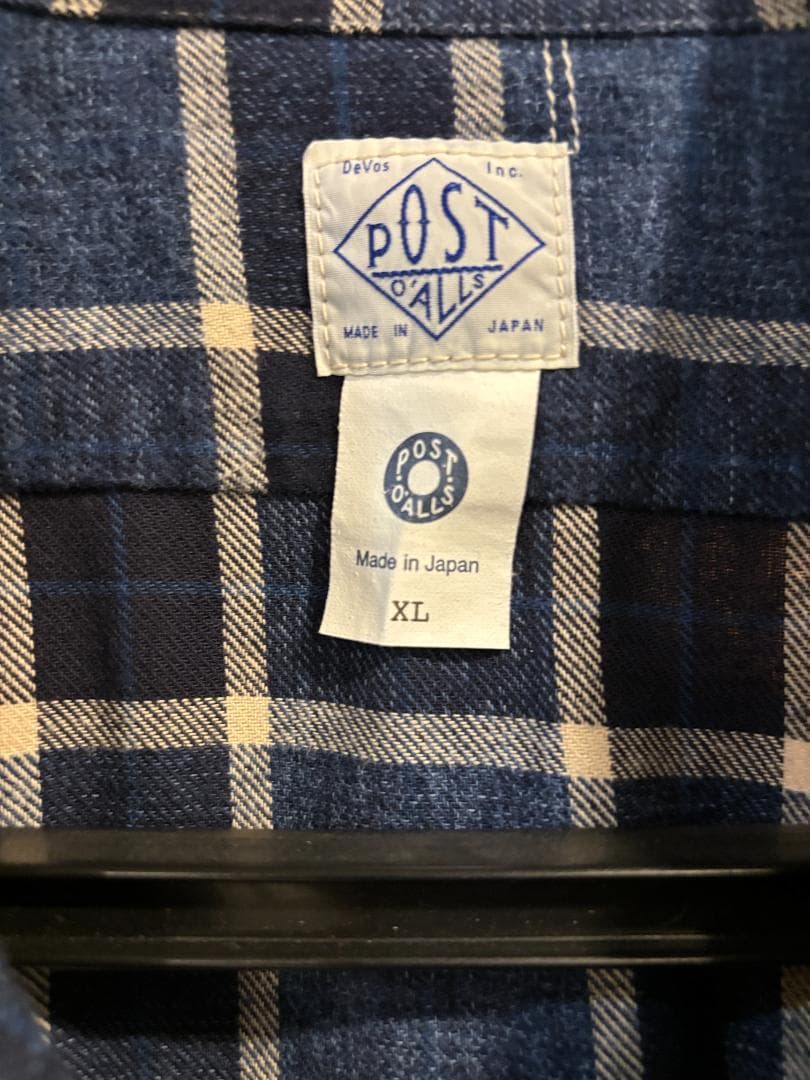 DeVos Inc.
POST
O'ALLS
MADE IN JAPAN
POST
O'ALLS
Made in Japan
XL